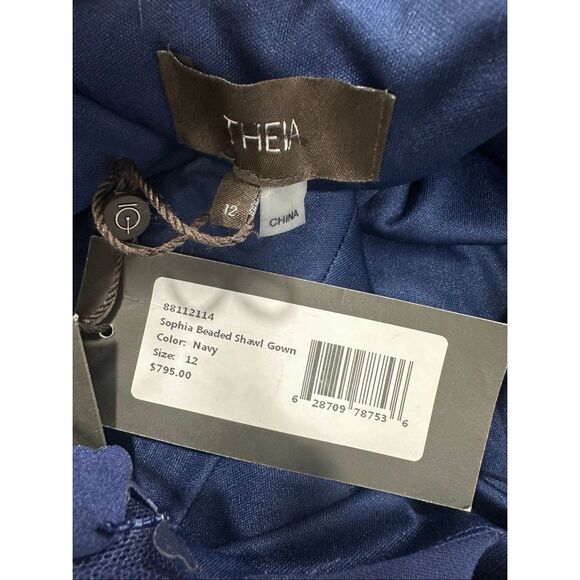 THEIA
12
CHINA
88112114
Sophia Beaded Shawl Gown
Color: Navy
Size: 12
$795.00
6 28709 78753 6